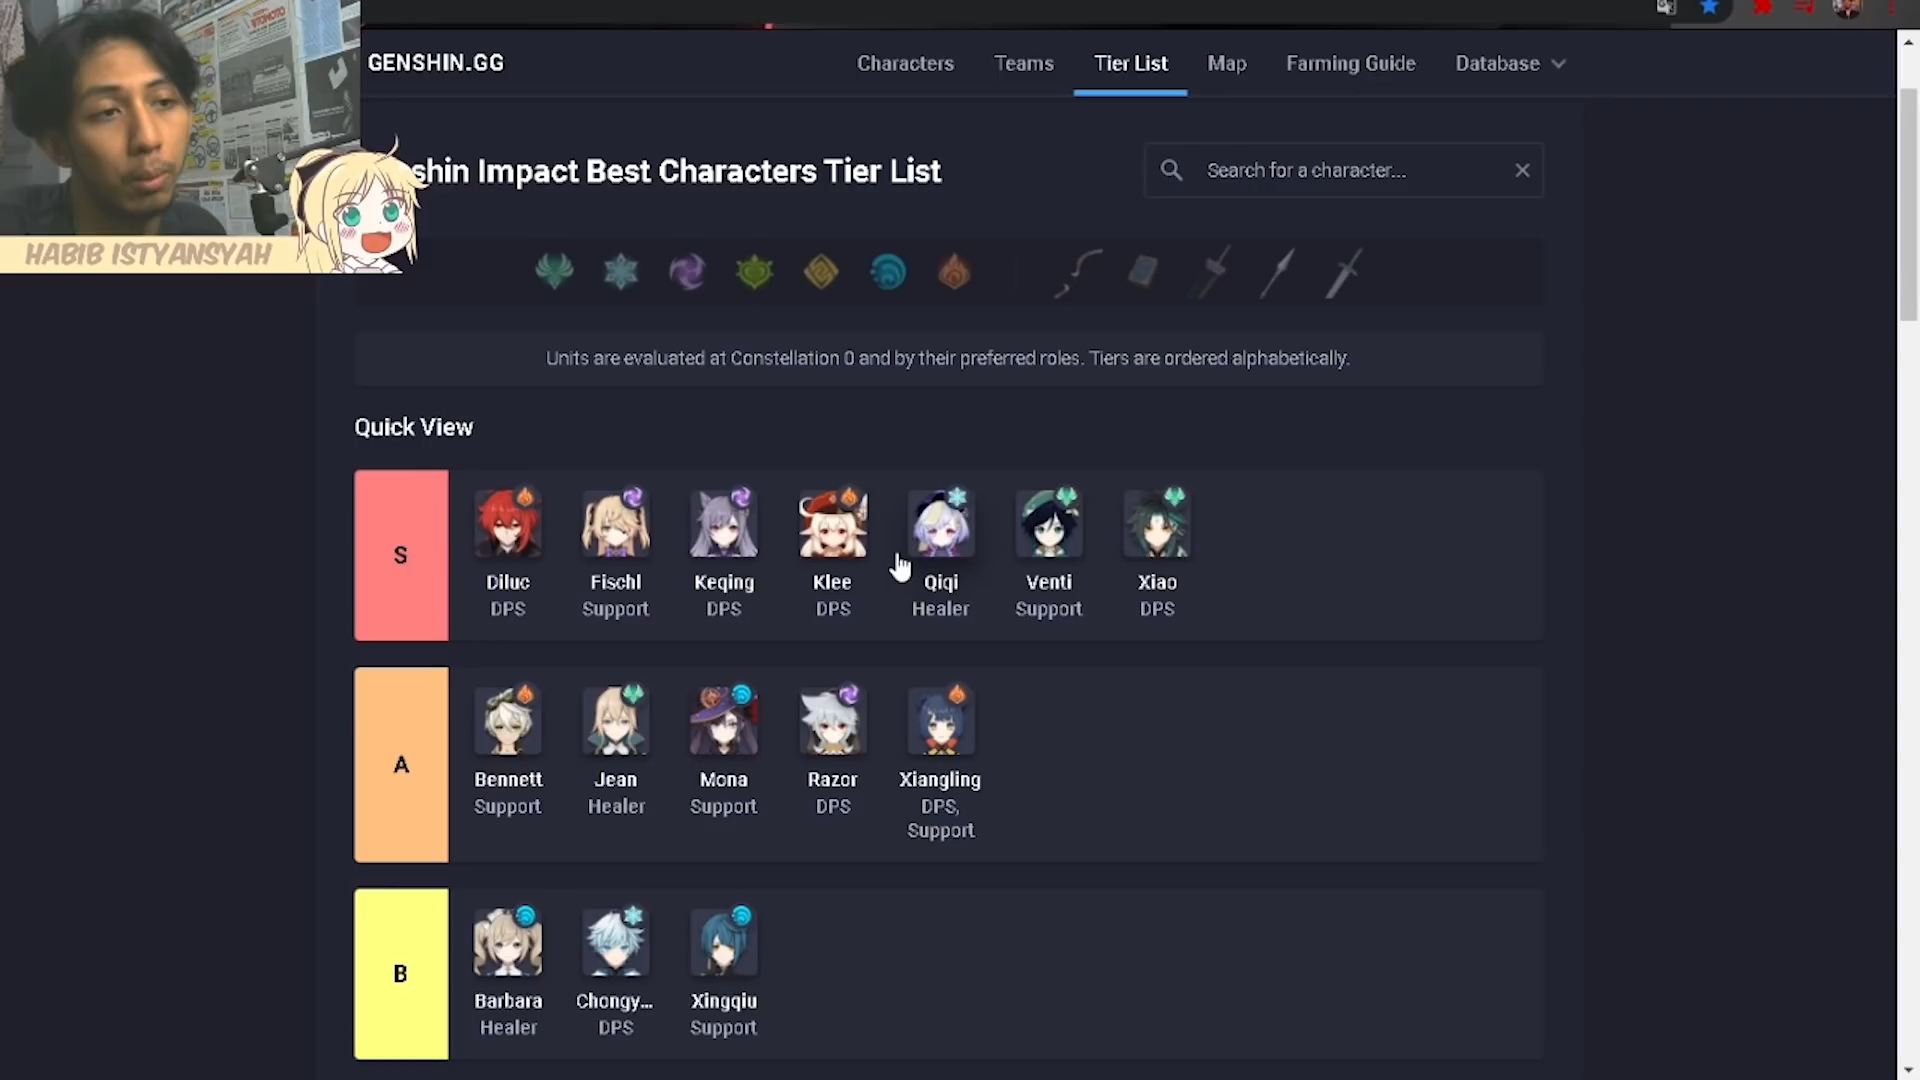 GENSHIN.GG
Characters Teams Tier List Map Farming Guide Database
shin Impact Best Characters Tier List
Search for a character...
HABIB ISTYANSYAH
Units are evaluated at Constellation 0 and by their preferred roles. Tiers are ordered alphabetically.
Quick View
S
Diluc Fischl Keqing Klee Qiqi Venti Xiao
DPS Support DPS DPS Healer Support DPS
A
Bennett Jean Mona Razor Xiangling
Support Healer Support DPS DPS,
Support
B
Barbara Chongy... Xingqiu
Healer DPS Support